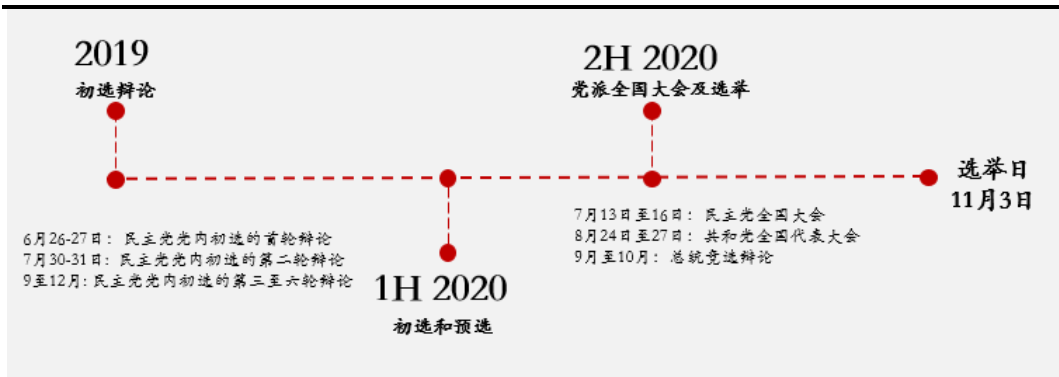 2019
初选辩论
6月26-27日：民主党党内初选的首轮辩论
7月30-31日：民主党党内初选的第二轮辩论
9至12月：民主党党内初选的第三至六轮辩论
1H 2020
初选和预选
2H 2020
党派全国大会及选举
7月13日至16日：民主党全国大会
8月24日至27日：共和党全国代表大会
9月至10月：总统竞选辩论
选举日
11月3日